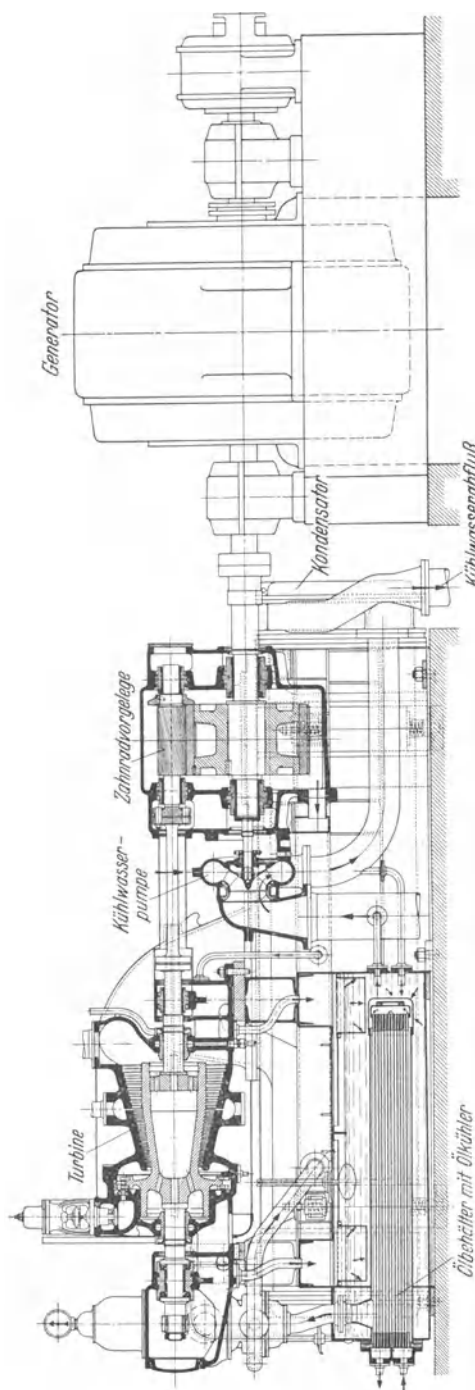 Turbine
Kühlwasser-
pumpe
Zahnradvorgelege
Generator
Kondensator
Kühlwasserabfluß
Ölbehälter mit Ölkühler